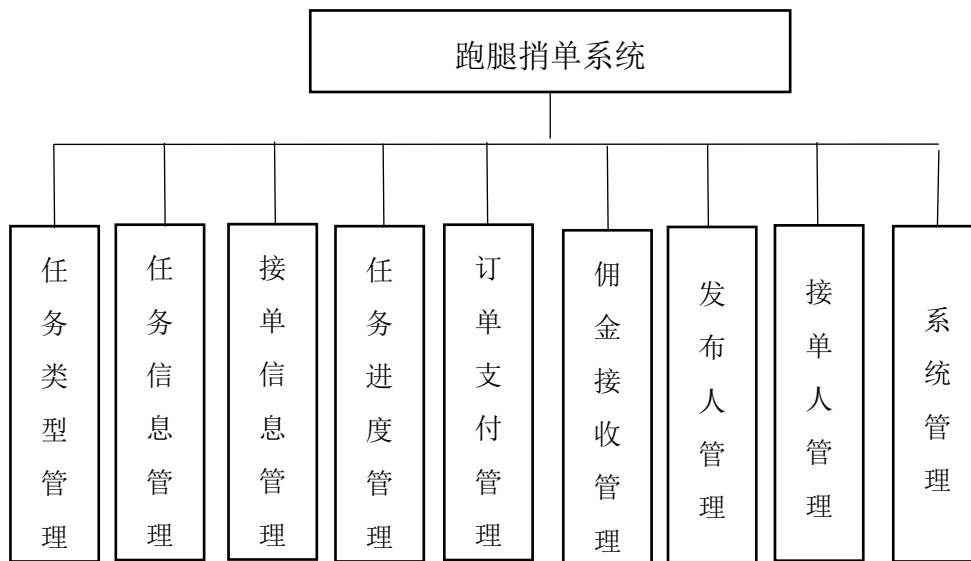 跑腿捎单系统
任务类型管理
任务信息管理
接单信息管理
任务进度管理
订单支付管理
佣金接收管理
发布人管理
接单人管理
系统管理